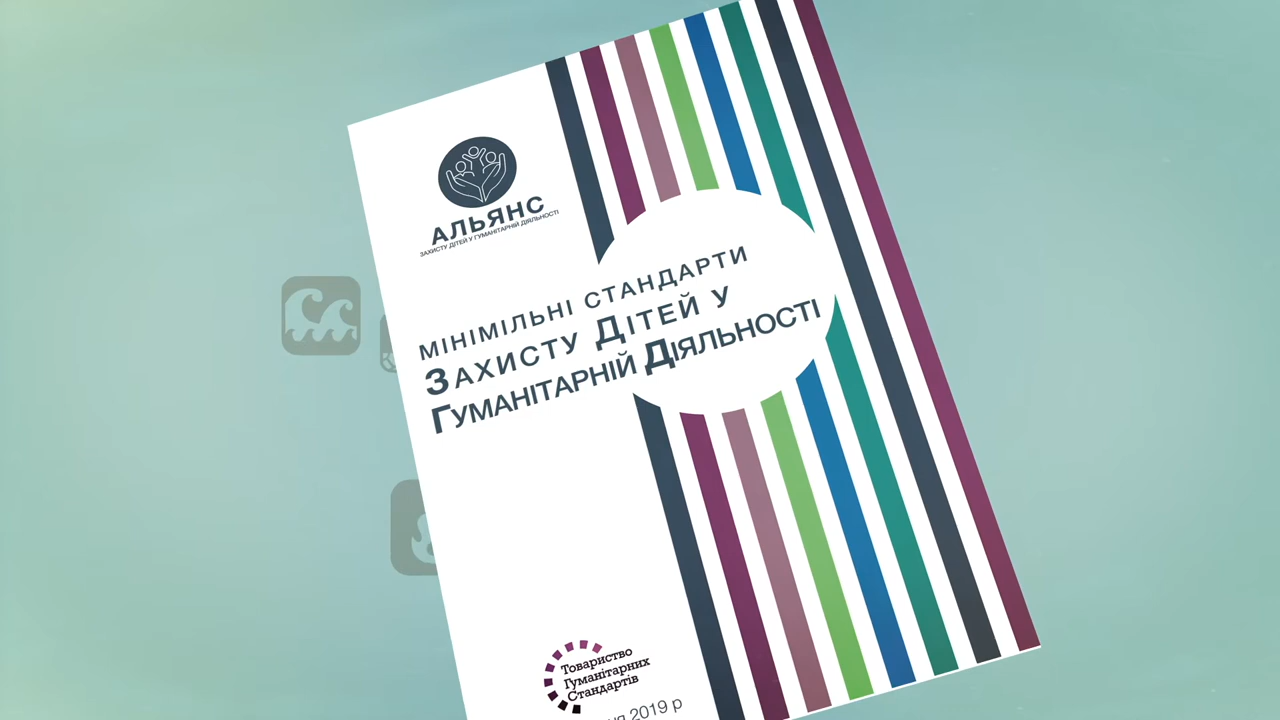 АЛЬЯНС
ЗАХИСТУ ДІТЕЙ У ГУМАНІТАРНІЙ ДІЯЛЬНОСТІ
МІНІМІЛЬНІ СТАНДАРТИ
ЗАХИСТУ ДІТЕЙ У
ГУМАНІТАРНІЙ ДІЯЛЬНОСТІ
Товариство
Гуманітарних
Стандартів
2019 р